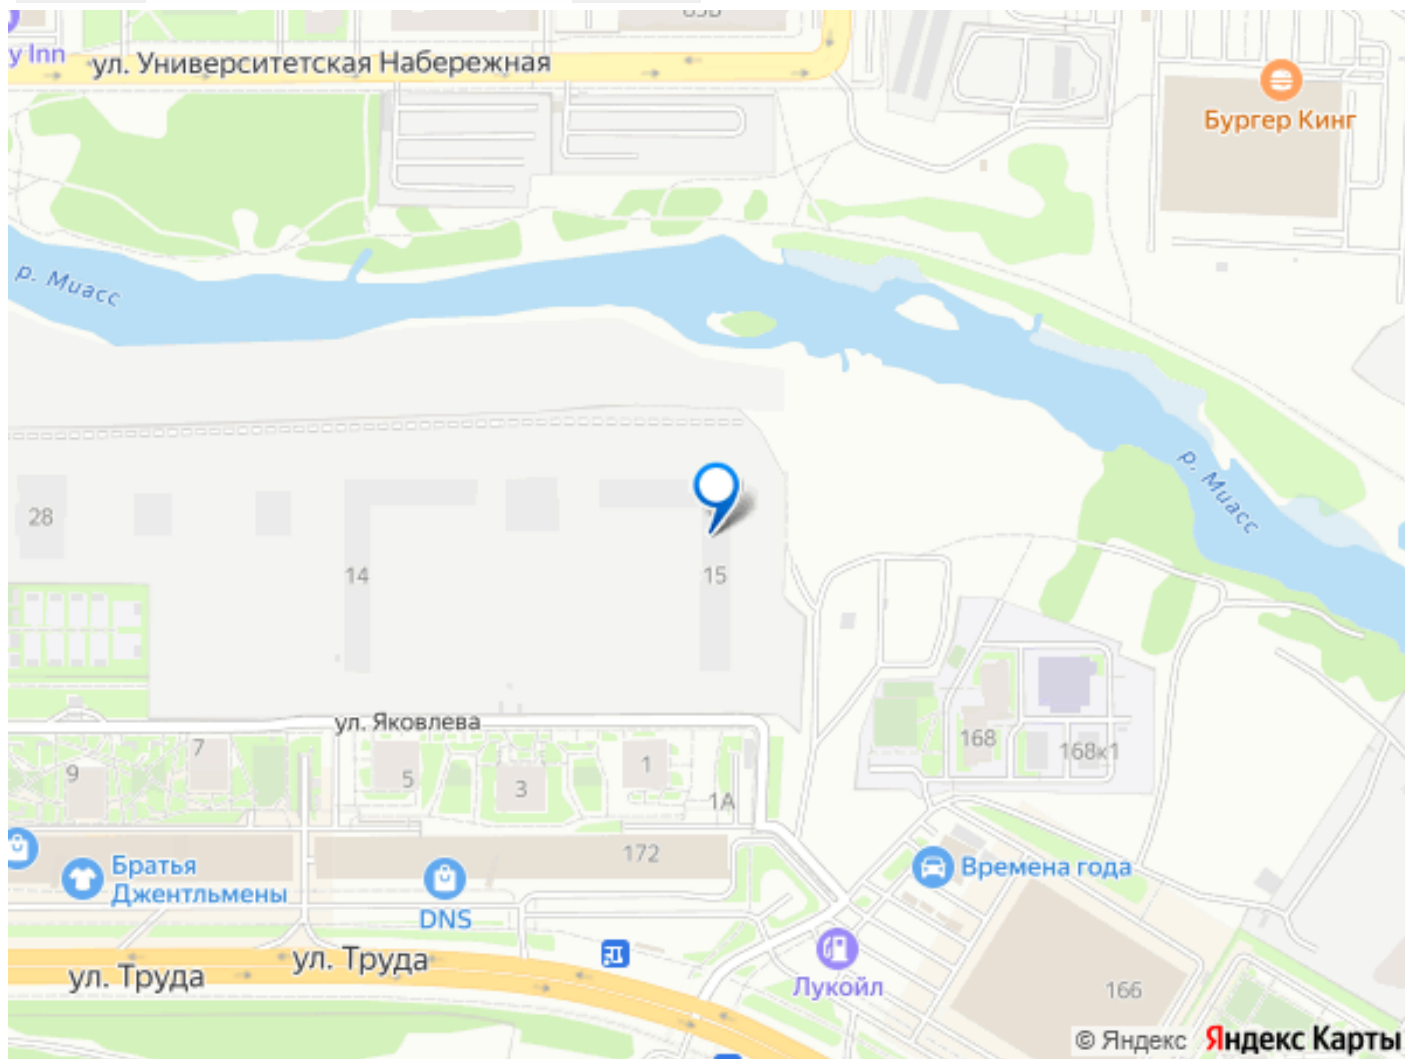 y Inn
ул. Университетская Набережная
Бургер Кинг
р. Миасс
р. Миасс
28
14
15
ул. Яковлева
7
9
5
3
1
1А
168
168к1
172
Братья
Джентльмены
DNS
Времена года
ул. Труда
ул. Труда
Лукойл
166
© Яндекс Яндекс Карты